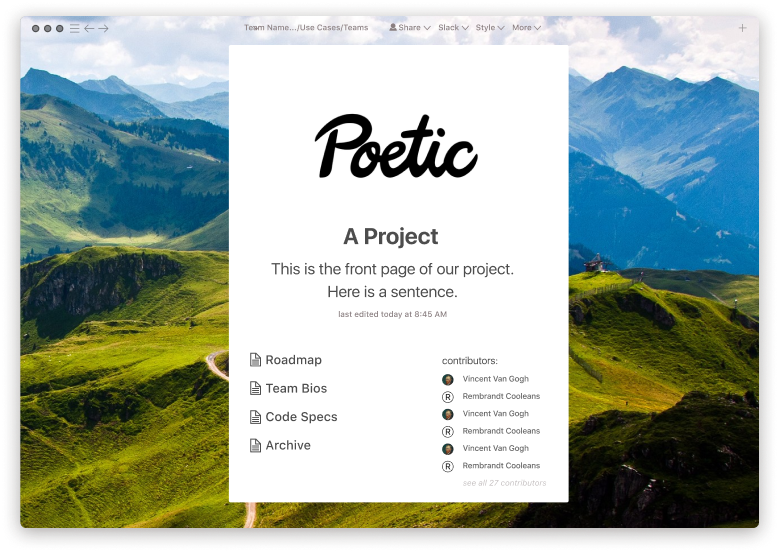 Team Name.../Use Cases/Teams
Share Slack Style More
Poetic
A Project
This is the front page of our project.
Here is a sentence.
last edited today at 8:45 AM
Roadmap
Team Bios
Code Specs
Archive
contributors:
Vincent Van Gogh
R Rembrandt Cooleans
Vincent Van Gogh
R Rembrandt Cooleans
Vincent Van Gogh
R Rembrandt Cooleans
see all 27 contributors